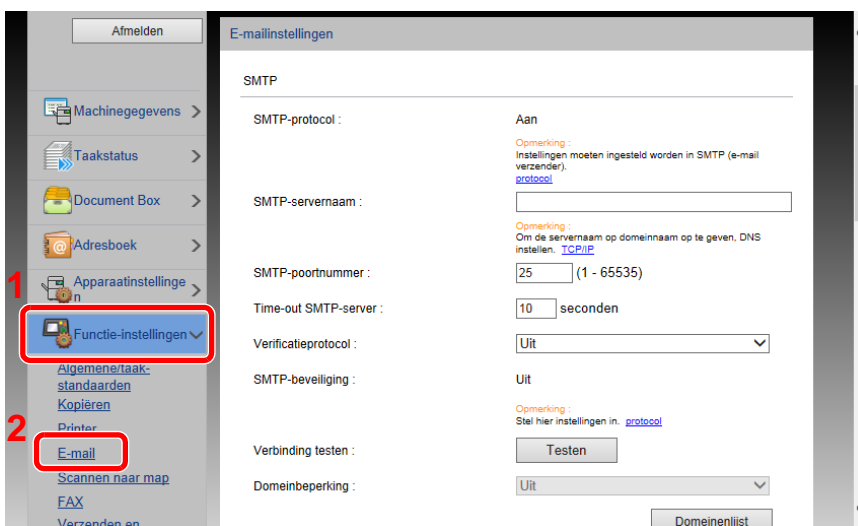 Afmelden
Machinegegevens
Taakstatus
Document Box
Adresboek
1
Apparaatinstellinge
n
Functie-instellingen
Algemene/taak-
standaarden
Kopiëren
2
Printer
E-mail
Scannen naar map
FAX
Verzenden en
E-mailinstellingen
SMTP
SMTP-protocol :
Aan
Opmerking :
Instellingen moeten ingesteld worden in SMTP (e-mail
verzender).
protocol
SMTP-servernaam :
Opmerking :
Om de servernaam op domeinnaam op te geven, DNS
instellen. TCP/IP
SMTP-poortnummer :
25 (1 - 65535)
Time-out SMTP-server :
10 seconden
Verificatieprotocol :
Uit
SMTP-beveiliging :
Uit
Opmerking :
Stel hier instellingen in. protocol
Verbinding testen :
Testen
Domeinbeperking :
Uit
Domeinenlijst